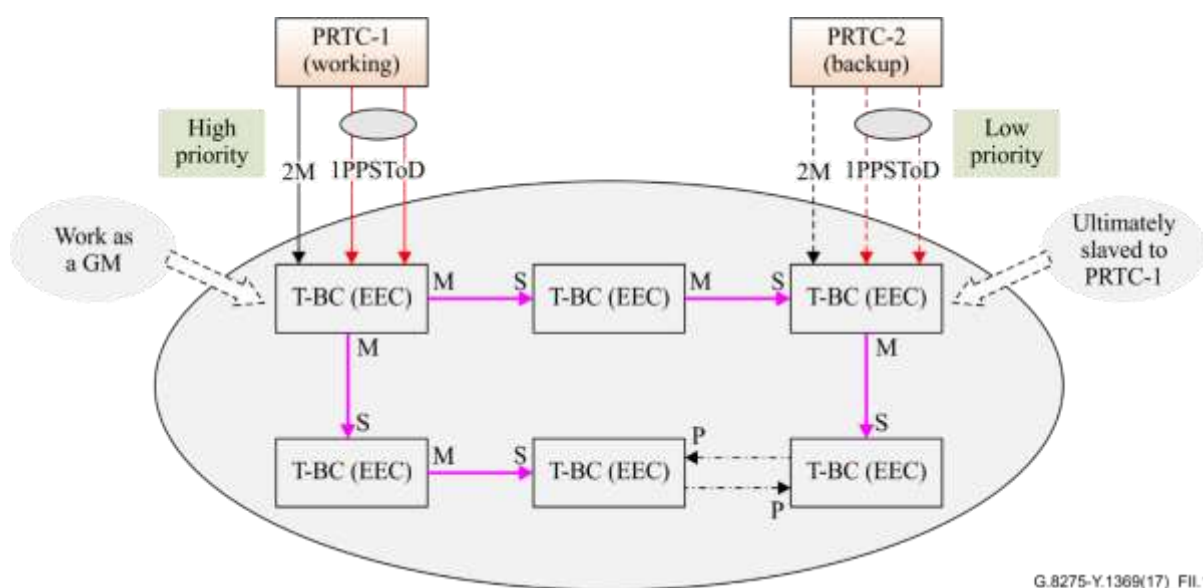 PRTC-1
(working)
PRTC-2
(backup)
High
priority
2M
1PPSToD
2M
1PPSToD
Low
priority
Work as
a GM
Ultimately
slaved to
PRTC-1
T-BC (EEC)
M
S
T-BC (EEC)
M
S
T-BC (EEC)
M
M
S
S
T-BC (EEC)
M
S
T-BC (EEC)
P
P
T-BC (EEC)
G.8275-Y.1369(17)_FII.